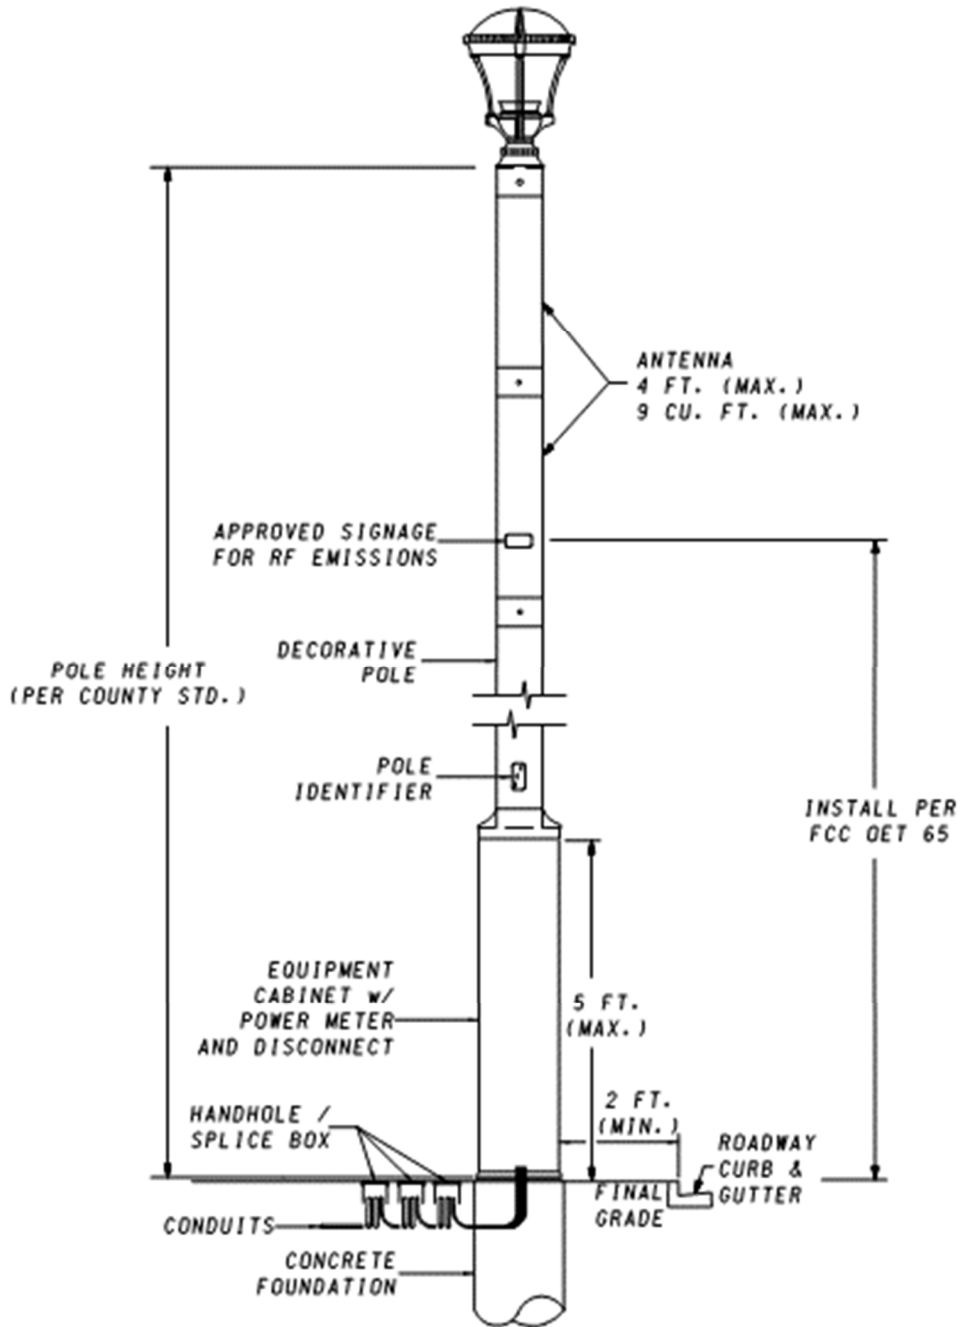 ANTENNA
4 FT. (MAX.)
9 CU. FT. (MAX.)
APPROVED SIGNAGE
FOR RF EMISSIONS
DECORATIVE
POLE
POLE HEIGHT
(PER COUNTY STD.)
POLE
IDENTIFIER
INSTALL PER
FCC OET 65
EQUIPMENT
CABINET w/
POWER METER
AND DISCONNECT
5 FT.
(MAX.)
2 FT.
(MIN.)
HANDHOLE /
SPLICE BOX
ROADWAY
CURB &
GUTTER
FINAL
GRADE
CONDUITS
CONCRETE
FOUNDATION